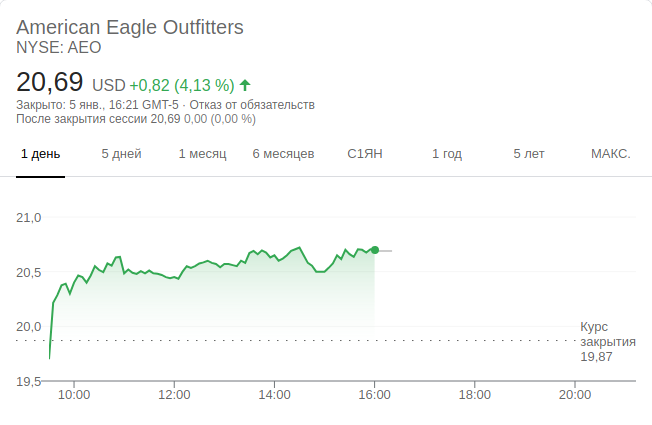 American Eagle Outfitters
NYSE: AEO
20,69 USD +0,82 (4,13 %)
Закрыто: 5 янв., 16:21 GMT-5 · Отказ от обязательств
После закрытия сессии 20,69 0,00 (0,00 %)
1 день 5 дней 1 месяц 6 месяцев С1ЯН 1 год 5 лет МАКС.
21,0
20,5
20,0
Курс
закрытия
19,87
19,5
10:00 12:00 14:00 16:00 18:00 20:00